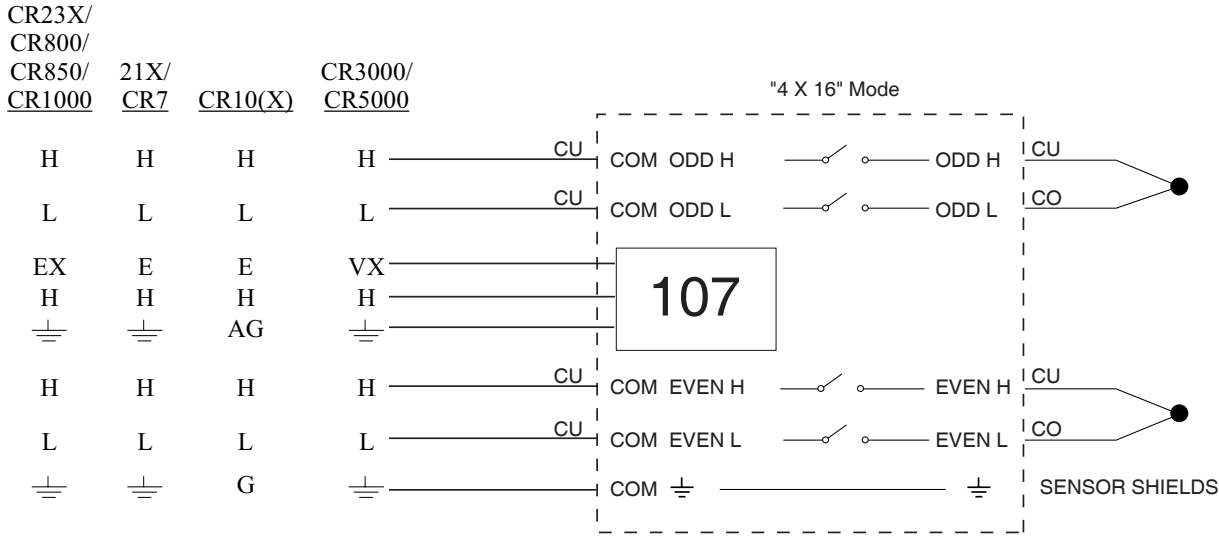 CR23X/
CR800/
CR850/ 21X/ CR3000/
CR1000 CR7 CR10(X) CR5000
"4 X 16" Mode
H H H H CU COM ODD H ODD H CU
L L L L CU COM ODD L ODD L CO
EX E E VX
H H H H 107
AG
H H H H CU COM EVEN H EVEN H CU
L L L L CU COM EVEN L EVEN L CO
G COM SENSOR SHIELDS